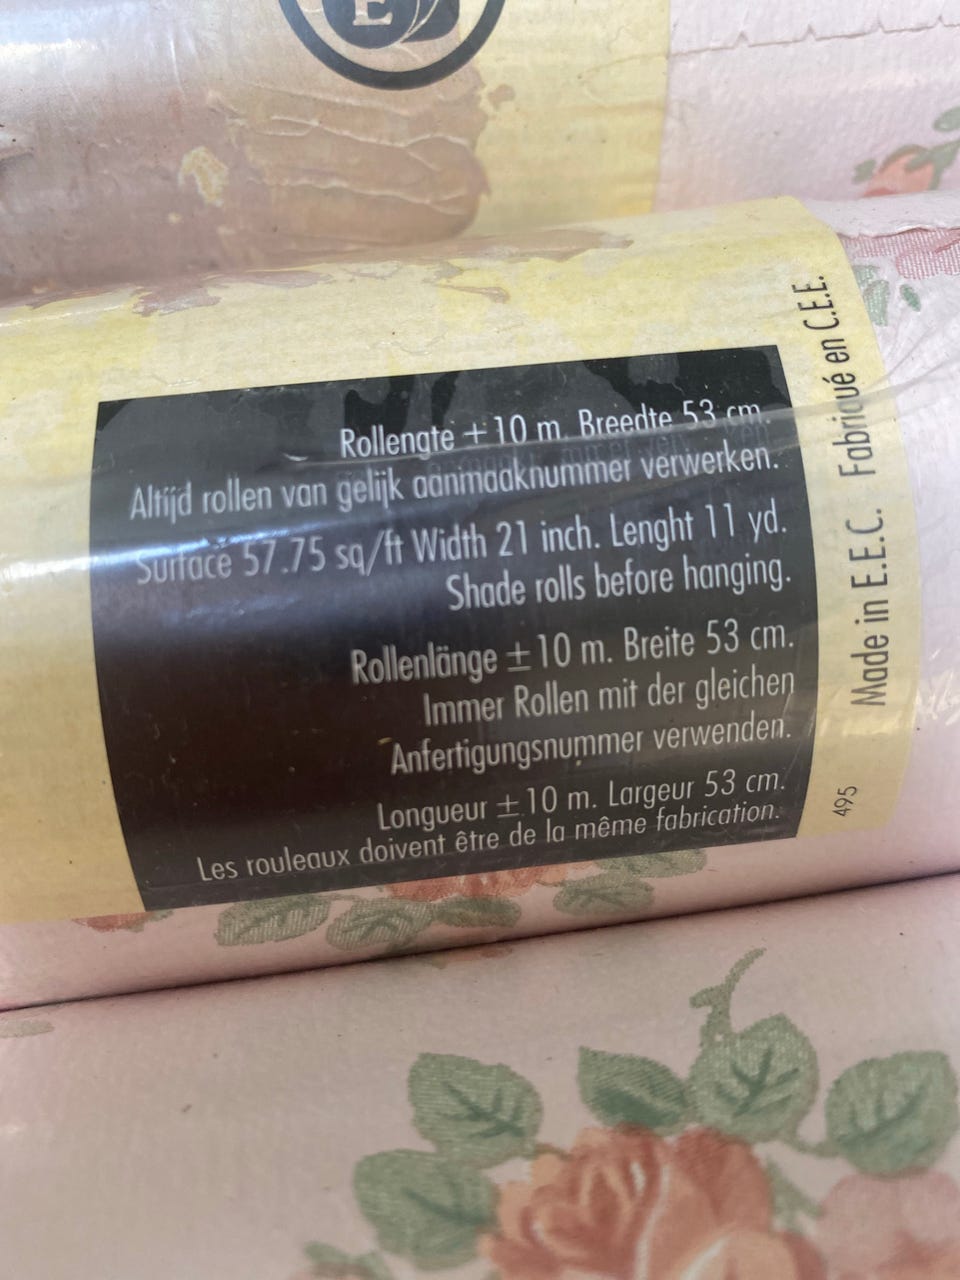 E
Rollengte ± 10 m. Breedte 53 cm.
Altijd rollen van gelijk aanmaaknummer verwerken.
Surface 57.75 sq/ft Width 21 inch. Lenght 11 yd.
Shade rolls before hanging.
Rollenlänge ± 10 m. Breite 53 cm.
Immer Rollen mit der gleichen
Anfertigungsnummer verwenden.
Longueur ± 10 m. Largeur 53 cm.
Les rouleaux doivent être de la même fabrication.
Made in E.E.C. Fabriqué en C.E.E.
495